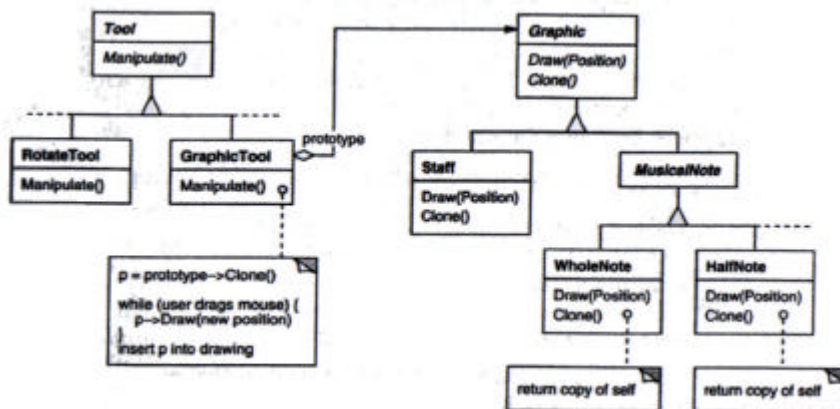 Tool
Manipulate()
Graphic
Draw(Position)
Clone()
RotateTool
Manipulate()
GraphicTool
Manipulate()
prototype
Staff
Draw(Position)
Clone()
MusicalNote
p = prototype->Clone()
while (user drags mouse) {
p->Draw(new position)
}
insert p into drawing
WholeNote
Draw(Position)
Clone()
HalfNote
Draw(Position)
Clone()
return copy of self
return copy of self